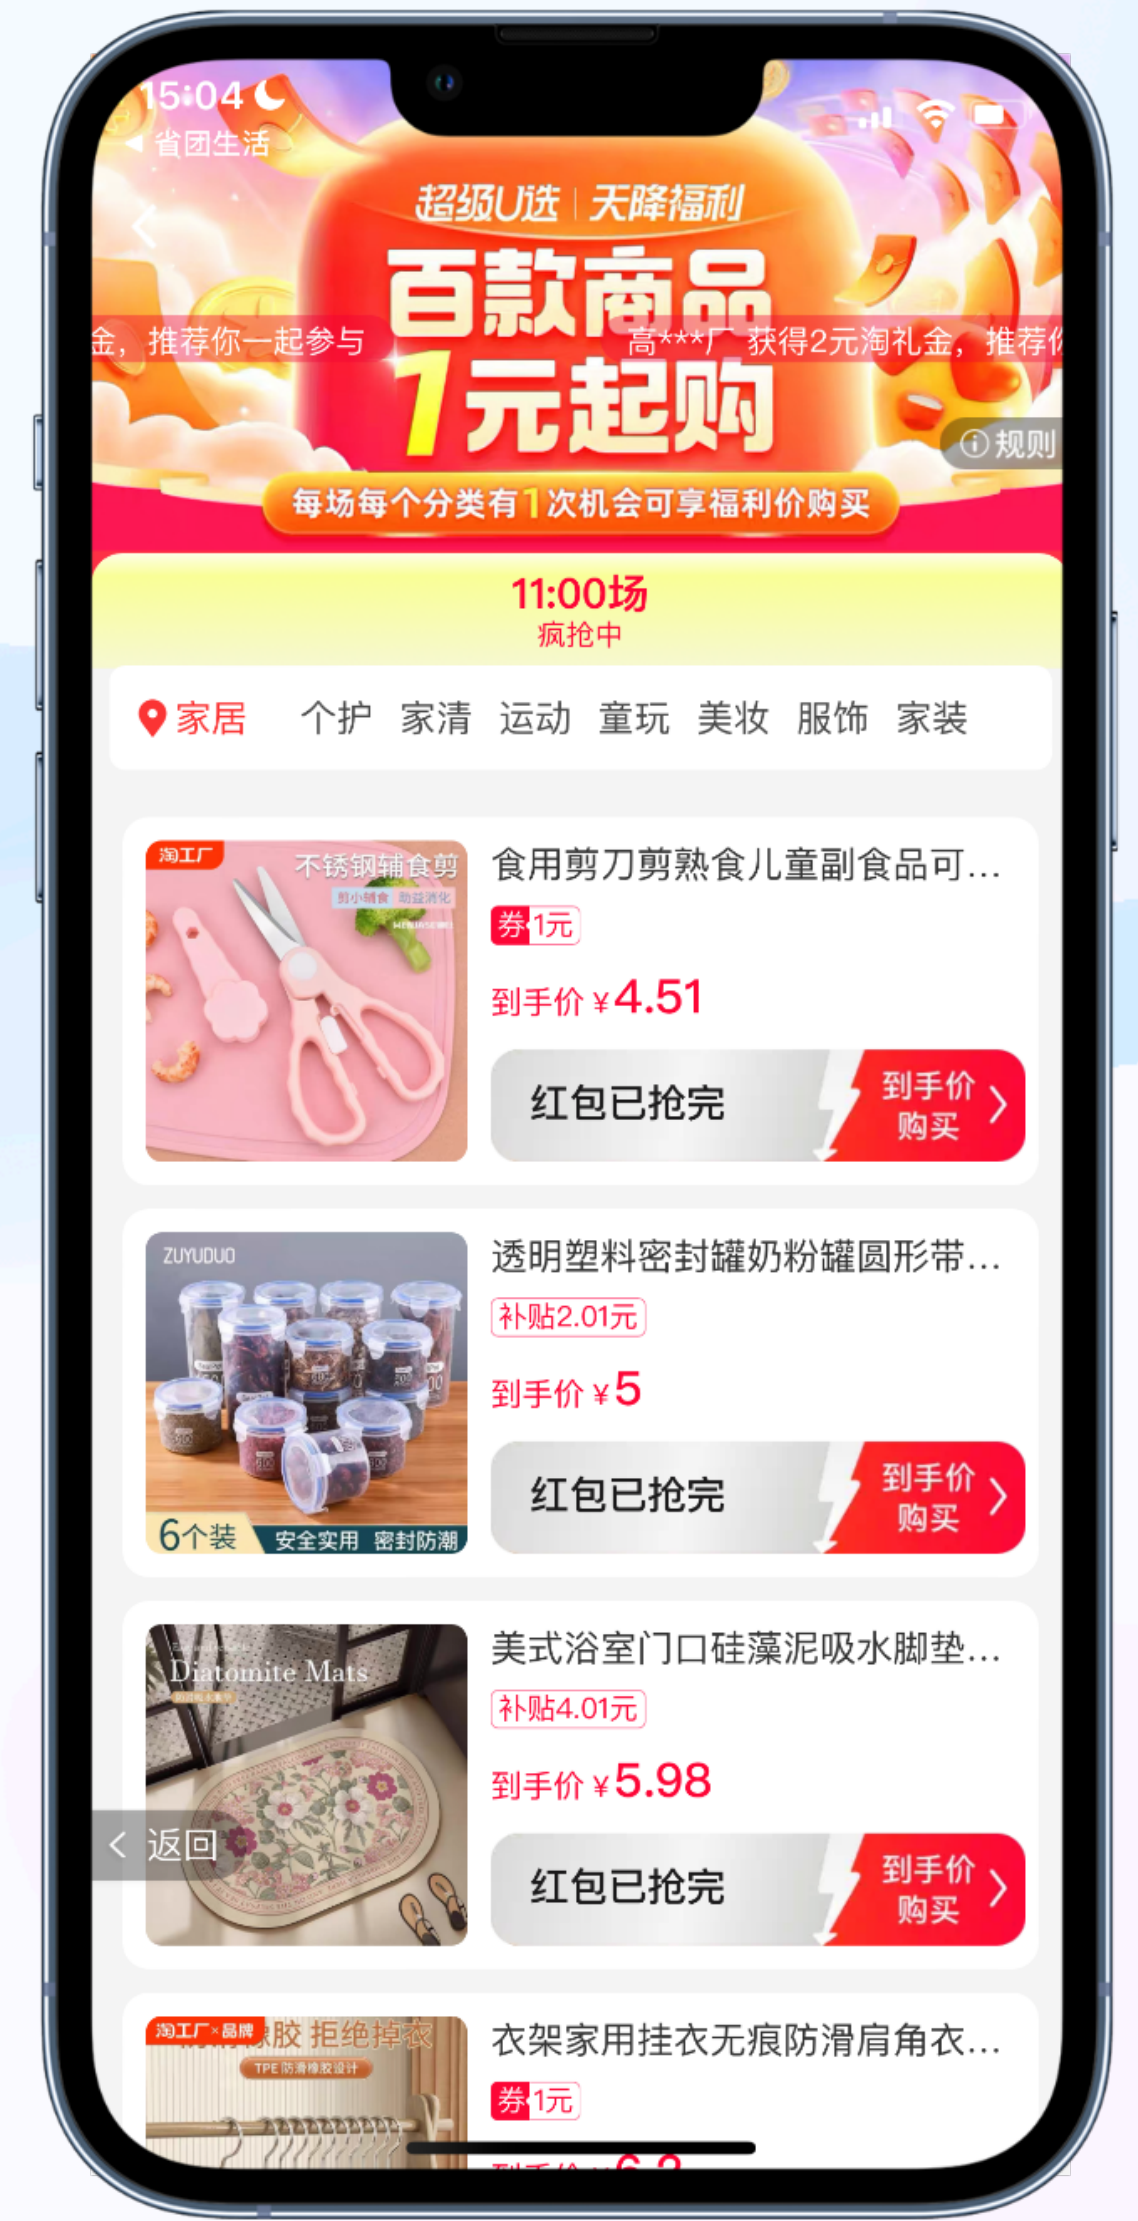 15:04
省团生活
超级U选 | 天降福利
百款商品
金，推荐你一起参与
高***厂 获得2元淘礼金，推荐你
1元起购
规则
每场每个分类有1次机会可享福利价购买
11:00场
疯抢中
家居 个护 家清 运动 童玩 美妆 服饰 家装
淘工厂
不锈钢辅食剪
剪小辅食 助益消化
食用剪刀剪熟食儿童副食品可...
券 1元
到手价 ¥4.51
红包已抢完
到手价
购买
ZUYUDUO
6个装
安全实用 密封防潮
透明塑料密封罐奶粉罐圆形带...
补贴2.01元
到手价 ¥5
红包已抢完
到手价
购买
Diatomite Mats
美式浴室门口硅藻泥吸水脚垫...
补贴4.01元
到手价 ¥5.98
红包已抢完
到手价
购买
返回
淘工厂×品牌
橡胶 拒绝掉衣
TPE 防滑橡胶设计
衣架家用挂衣无痕防滑肩角衣...
券 1元